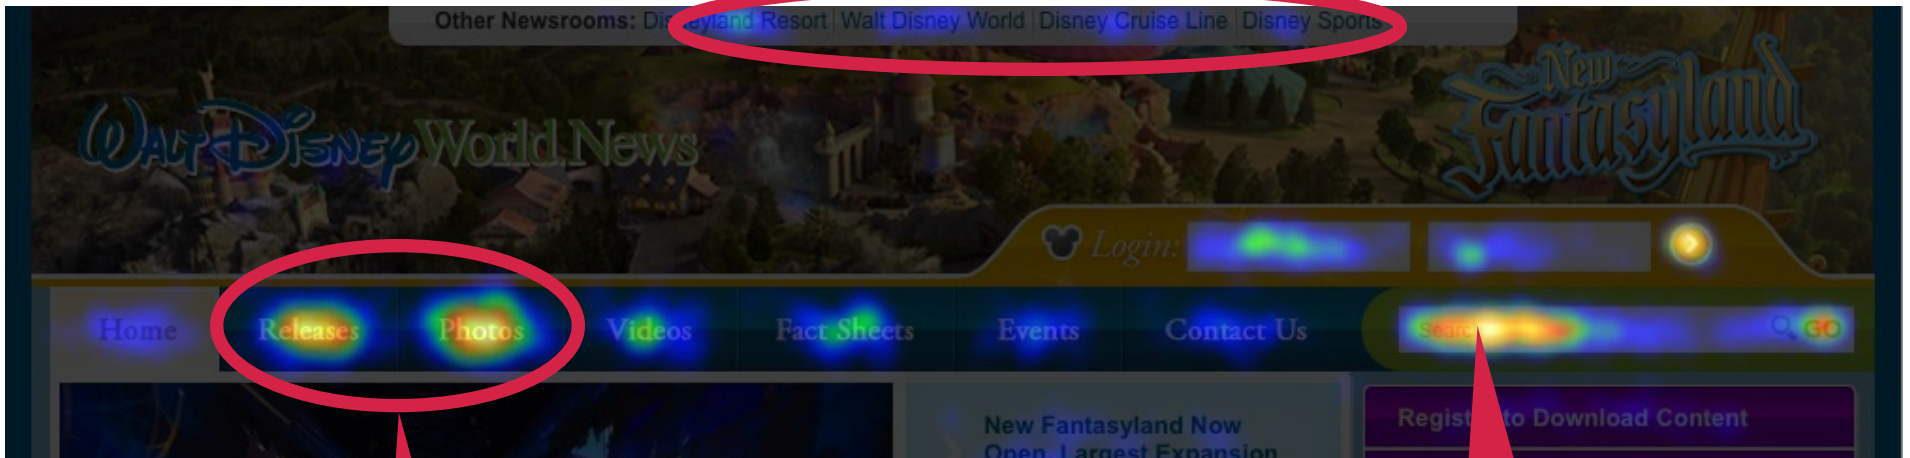 Other Newsrooms: Disneyland Resort | Walt Disney World | Disney Cruise Line | Disney Sports
New
Fantasyland
WALT DISNEY World News
Login:
Home Releases Photos Videos Fact Sheets Events Contact Us Search GO
New Fantasyland Now
Open, Largest Expansion
Register to Download Content